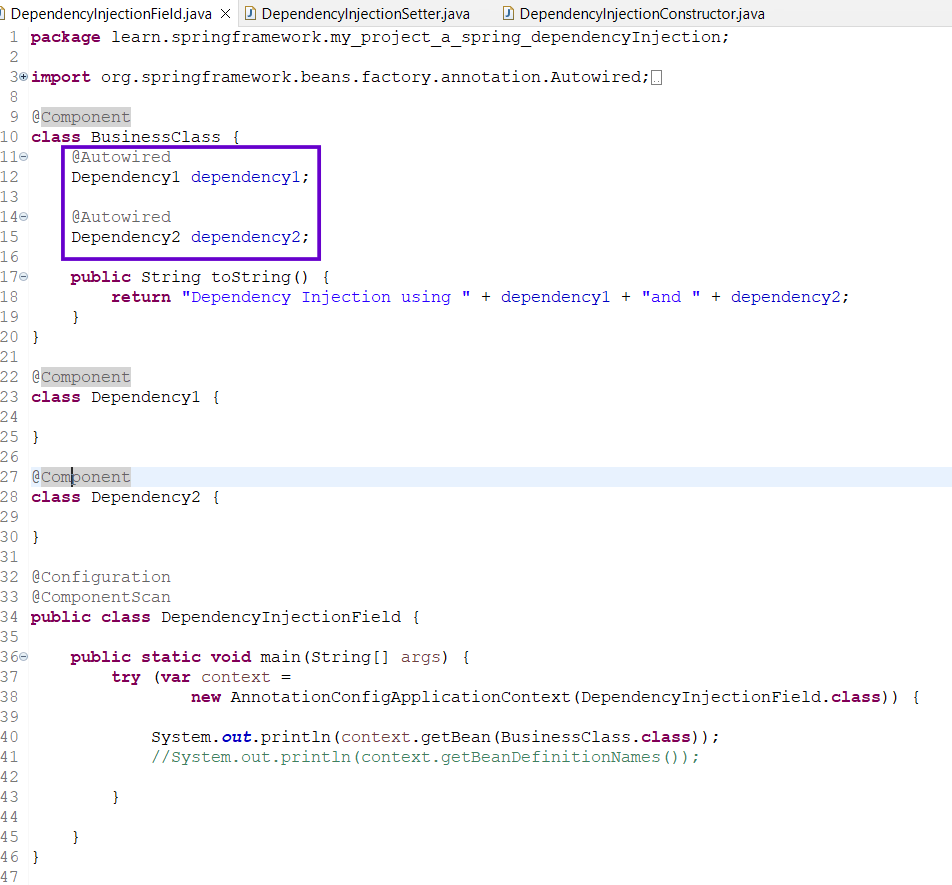 DependencyInjectionField.java DependencyInjectionSetter.java DependencyInjectionConstructor.java
1 package learn.springframework.my_project_a_spring_dependencyInjection;
2
3 import org.springframework.beans.factory.annotation.Autowired;
8
9 @Component
10 class BusinessClass {
11 @Autowired
12 Dependency1 dependency1;
13
14 @Autowired
15 Dependency2 dependency2;
16
17 public String toString() {
18 return "Dependency Injection using " + dependency1 + "and " + dependency2;
19 }
20 }
21
22 @Component
23 class Dependency1 {
24
25 }
26
27 @Component
28 class Dependency2 {
29
30 }
31
32 @Configuration
33 @ComponentScan
34 public class DependencyInjectionField {
35
36 public static void main(String[] args) {
37 try (var context =
38 new AnnotationConfigApplicationContext(DependencyInjectionField.class)) {
39
40 System.out.println(context.getBean(BusinessClass.class));
41 //System.out.println(context.getBeanDefinitionNames());
42
43 }
44
45 }
46 }
47